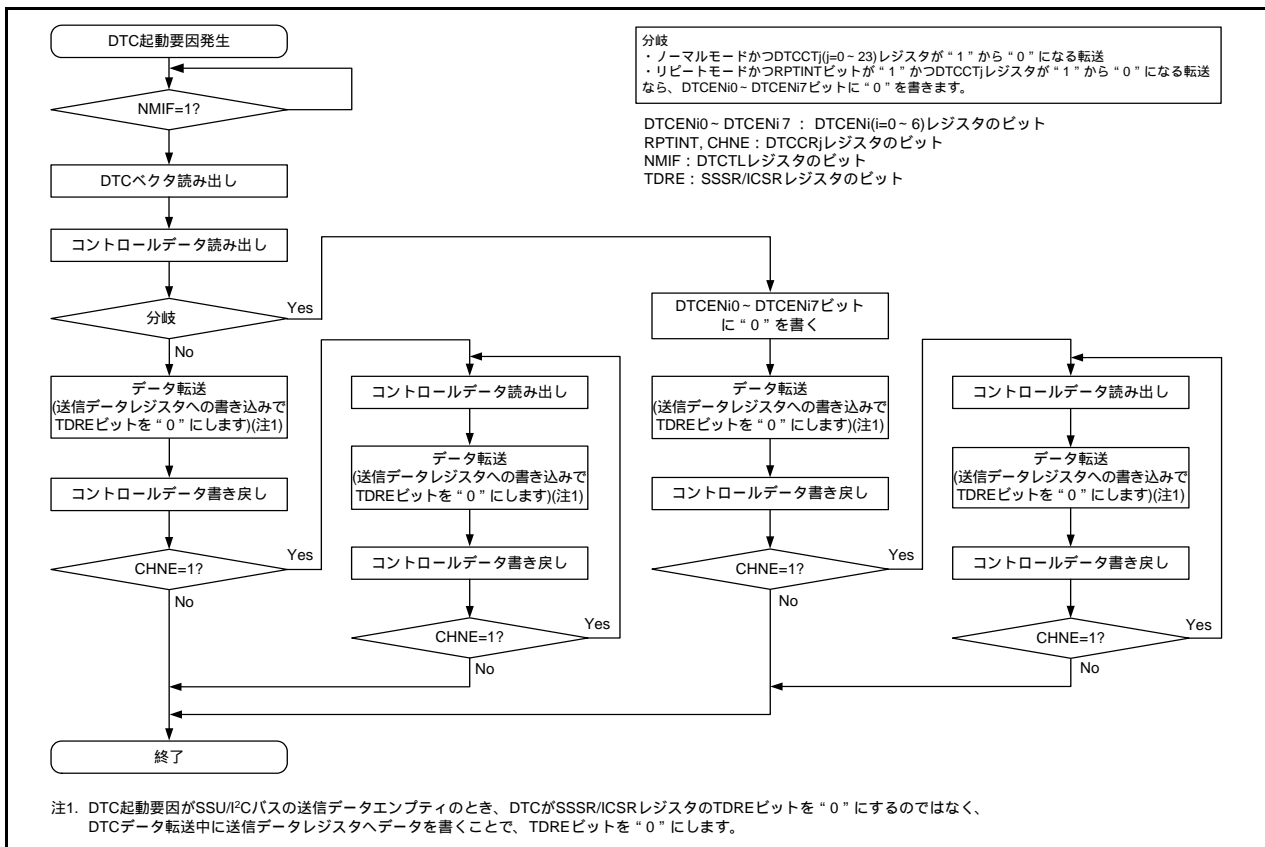 DTC起動要因発生
NMIF=1?
DTCベクタ読み出し
コントロールデータ読み出し
分岐
Yes
No
データ転送
(送信データレジスタへの書き込みで
TDREビットを“0”にします)(注1)
コントロールデータ書き戻し
CHNE=1?
Yes
No
コントロールデータ読み出し
データ転送
(送信データレジスタへの書き込みで
TDREビットを“0”にします)(注1)
コントロールデータ書き戻し
CHNE=1?
Yes
No
終了
分岐
・ノーマルモードかつDTCCTj(j=0~23)レジスタが“1”から“0”になる転送
・リピートモードかつRPTINTビットが“1”かつDTCCTjレジスタが“1”から“0”になる転送
なら、DTCENi0~DTCENi7ビットに“0”を書きます。
DTCENi0~DTCENi7:DTCENi(i=0~6)レジスタのビット
RPTINT, CHNE:DTCCRjレジスタのビット
NMIF:DTCTLレジスタのビット
TDRE:SSSR/ICSRレジスタのビット
DTCENi0~DTCENi7ビット
に“0”を書く
データ転送
(送信データレジスタへの書き込みで
TDREビットを“0”にします)(注1)
コントロールデータ書き戻し
CHNE=1?
Yes
No
コントロールデータ読み出し
データ転送
(送信データレジスタへの書き込みで
TDREビットを“0”にします)(注1)
コントロールデータ書き戻し
CHNE=1?
Yes
No
注1. DTC起動要因がSSU/I²Cバスの送信データエンプティのとき、DTCがSSSR/ICSRレジスタのTDREビットを“0”にするのではなく、
DTCデータ転送中に送信データレジスタへデータを書くことで、TDREビットを“0”にします。